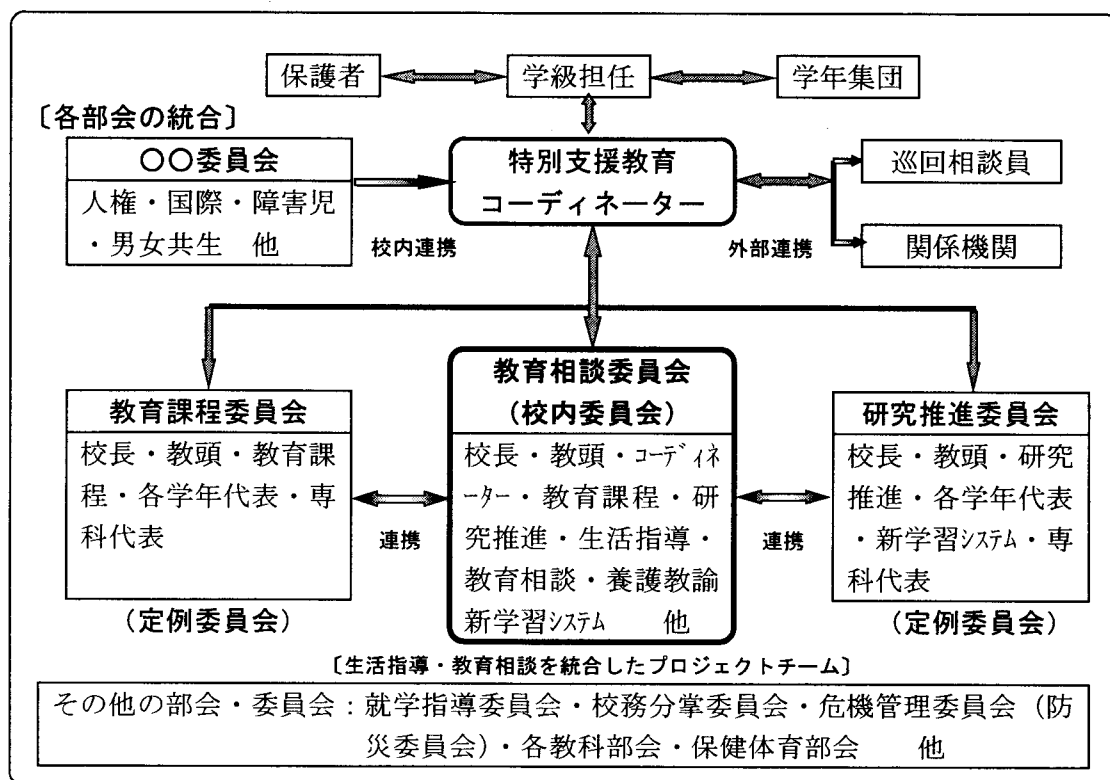 保護者
学級担任
学年集団
〔各部会の統合〕
〇〇委員会
人権・国際・障害児
・男女共生　他
校内連携
特別支援教育
コーディネーター
外部連携
巡回相談員
関係機関
教育課程委員会
校長・教頭・教育課
程・各学年代表・専
科代表
(定例委員会)
連携
教育相談委員会
(校内委員会)
校長・教頭・ｺｰﾃﾞｨﾈ
ｰﾀｰ・教育課程・研
究推進・生活指導・
教育相談・養護教諭
新学習ｼｽﾃﾑ　他
連携
研究推進委員会
校長・教頭・研究
推進・各学年代表
・新学習ｼｽﾃﾑ・専
科代表
(定例委員会)
〔生活指導・教育相談を統合したプロジェクトチーム〕
その他の部会・委員会：就学指導委員会・校務分掌委員会・危機管理委員会（防
災委員会）・各教科部会・保健体育部会　他